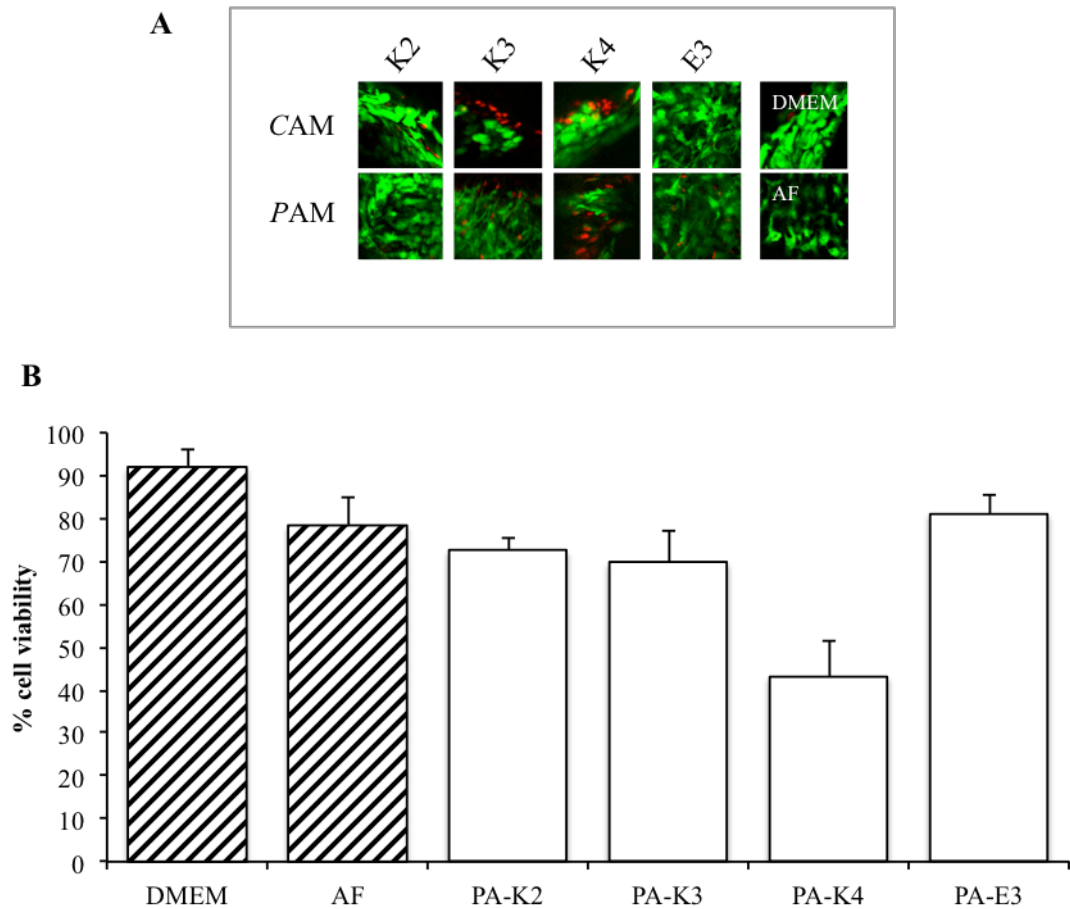 A
K2 K3 K4 E3
CAM
DMEM
PAM
AF
B
% cell viability
100
90
80
70
60
50
40
30
20
10
0
DMEM AF PA-K2 PA-K3 PA-K4 PA-E3